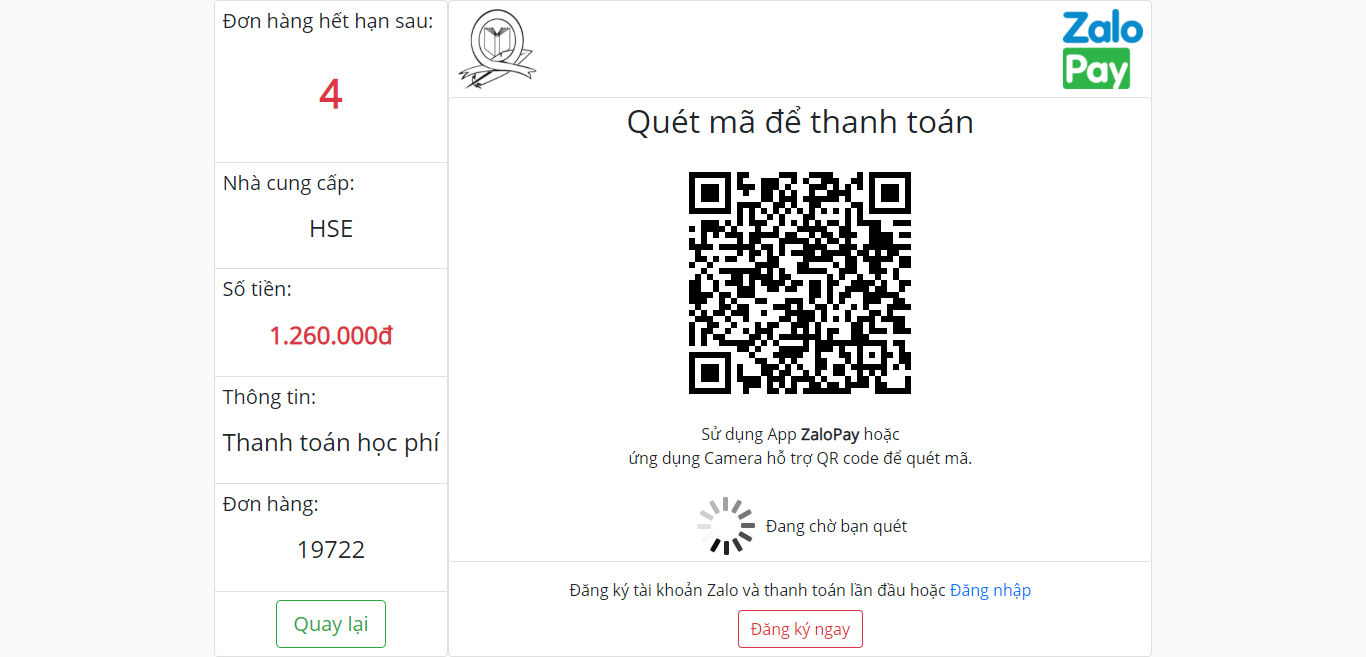 Đơn hàng hết hạn sau:
4
Nhà cung cấp:
HSE
Số tiền:
1.260.000đ
Thông tin:
Thanh toán học phí
Đơn hàng:
19722
Quay lại
Zalo
Pay
Quét mã để thanh toán
Sử dụng App ZaloPay hoặc
ứng dụng Camera hỗ trợ QR code để quét mã.
Đang chờ bạn quét
Đăng ký tài khoản Zalo và thanh toán lần đầu hoặc Đăng nhập
Đăng ký ngay